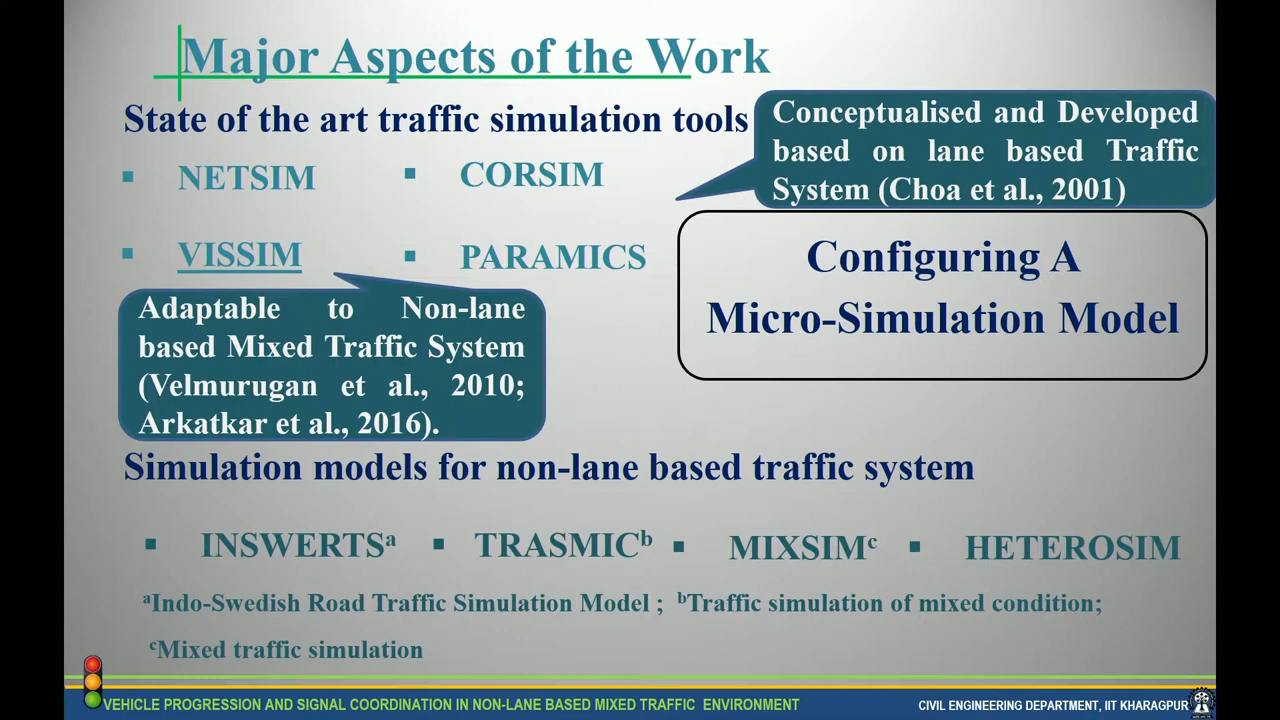 Major Aspects of the Work
State of the art traffic simulation tools
▪ NETSIM ▪ CORSIM
▪ VISSIM ▪ PARAMICS
Conceptualised and Developed
based on lane based Traffic
System (Choa et al., 2001)
Configuring A
Micro-Simulation Model
Adaptable to Non-lane
based Mixed Traffic System
(Velmurugan et al., 2010;
Arkatkar et al., 2016).
Simulation models for non-lane based traffic system
▪ INSWERTSᵃ ▪ TRASMICᵇ ▪ MIXSIMᶜ ▪ HETEROSIM
ᵃIndo-Swedish Road Traffic Simulation Model ; ᵇTraffic simulation of mixed condition;
ᶜMixed traffic simulation
VEHICLE PROGRESSION AND SIGNAL COORDINATION IN NON-LANE BASED MIXED TRAFFIC ENVIRONMENT
CIVIL ENGINEERING DEPARTMENT, IIT KHARAGPUR